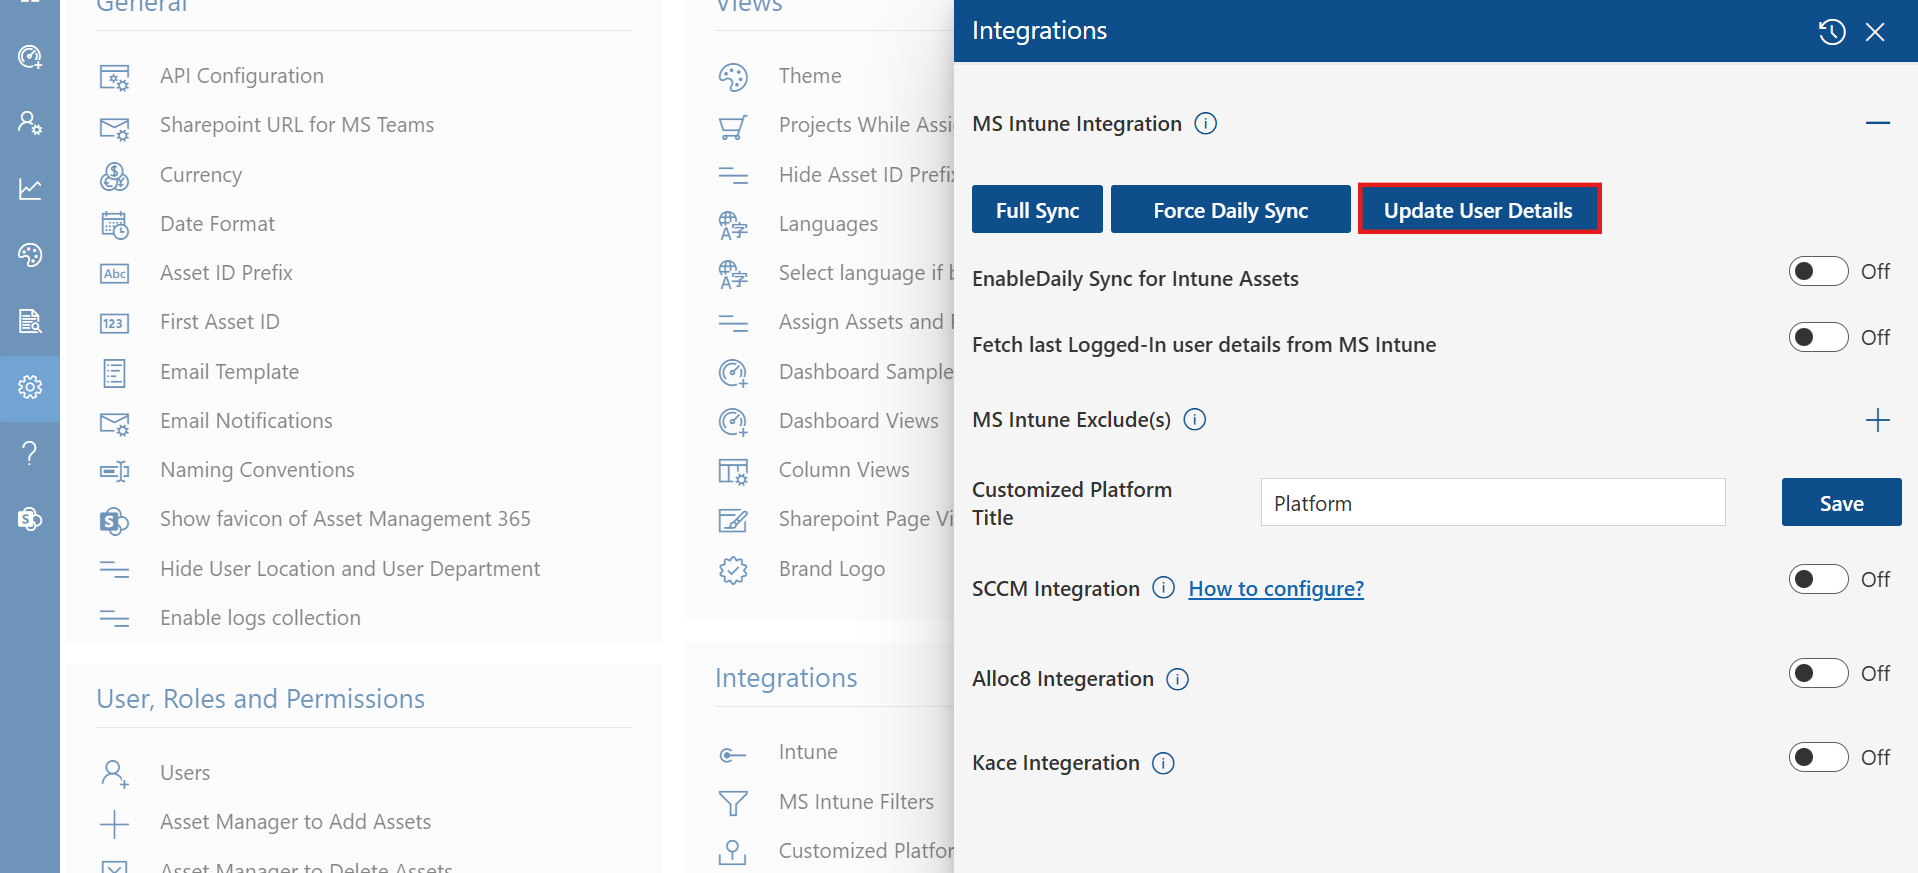 General
API Configuration
Sharepoint URL for MS Teams
Currency
Date Format
Asset ID Prefix
First Asset ID
Email Template
Email Notifications
Naming Conventions
Show favicon of Asset Management 365
Hide User Location and User Department
Enable logs collection
User, Roles and Permissions
Users
Asset Manager to Add Assets
Asset Manager to Delete Assets
Views
Theme
Projects While Assi
Hide Asset ID Prefix
Languages
Select language if b
Assign Assets and
Dashboard Sample
Dashboard Views
Column Views
Sharepoint Page Vi
Brand Logo
Integrations
Intune
MS Intune Filters
Customized Platfor
Integrations
MS Intune Integration
Full Sync
Force Daily Sync
Update User Details
EnableDaily Sync for Intune Assets
Off
Fetch last Logged-In user details from MS Intune
Off
MS Intune Exclude(s)
Customized Platform
Title
Platform
Save
SCCM Integration
How to configure?
Off
Alloc8 Integeration
Off
Kace Integeration
Off